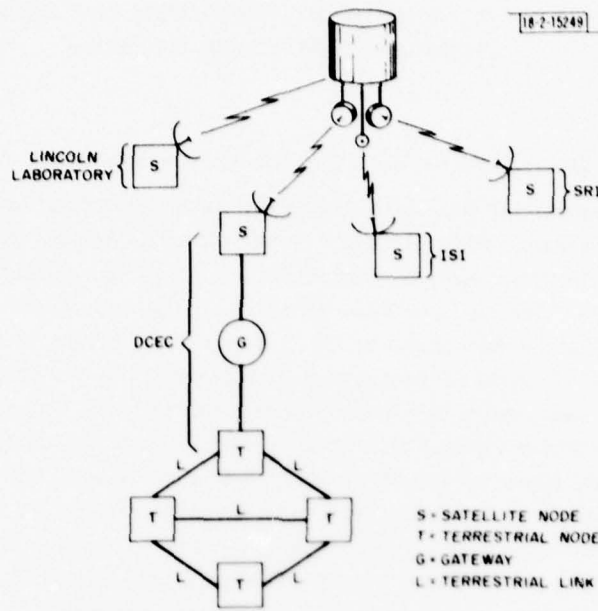 18-2-15249
LINCOLN
LABORATORY
S
S
SRI
S
S
ISI
DCEC
G
T
L
L
T
L
T
L
L
T
S = SATELLITE NODE
T = TERRESTRIAL NODE
G = GATEWAY
L = TERRESTRIAL LINK